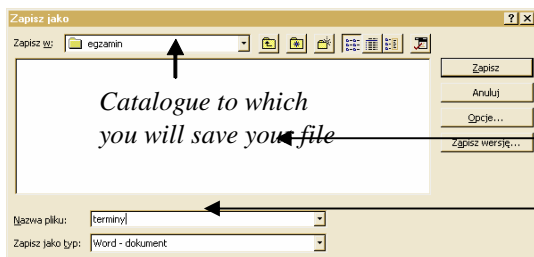 Zapisz jako
Zapisz w: egzamin
Zapisz
Anuluj
Opcje...
Zapisz wersję...
Catalogue to which
you will save your file
Nazwa pliku: terminy
Zapisz jako typ: Word - dokument